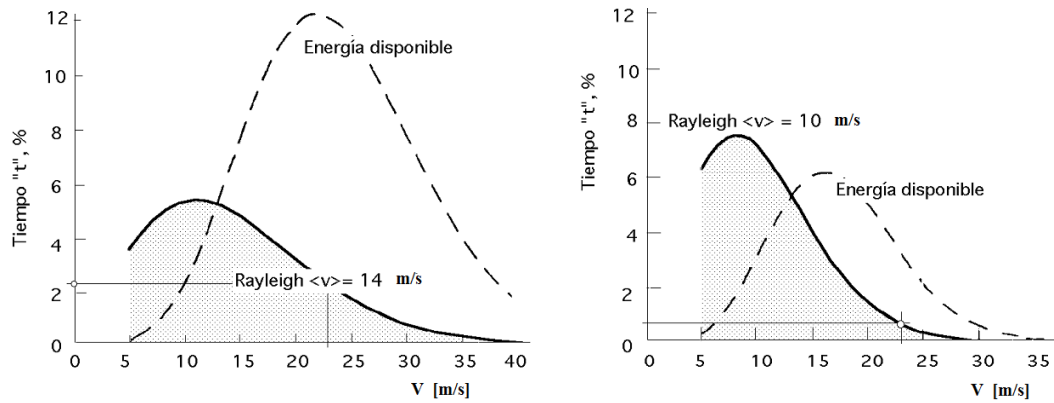 12
10
8
6
4
2
0
Tiempo "t", %
Energía disponible
Rayleigh <v> = 14 m/s
0 5 10 15 20 25 30 35 40
V [m/s]
12
10
8
6
4
2
0
Tiempo "t", %
Rayleigh <v> = 10 m/s
Energía disponible
0 5 10 15 20 25 30 35
V [m/s]